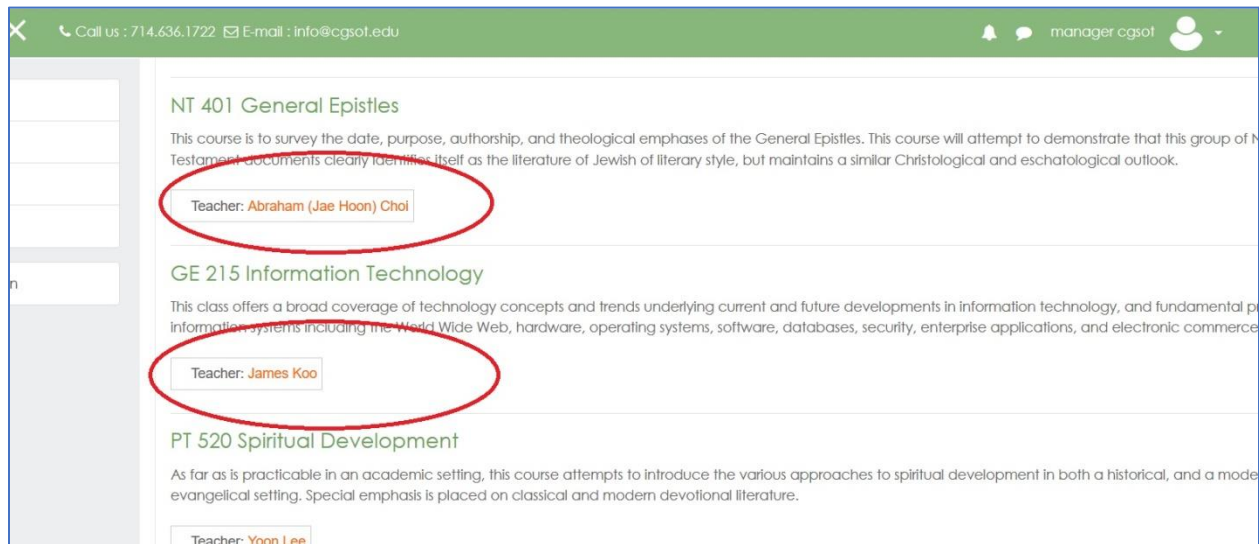 Call us : 714.636.1722 E-mail : info@cgsot.edu manager cgsot
NT 401 General Epistles
This course is to survey the date, purpose, authorship, and theological emphases of the General Epistles. This course will attempt to demonstrate that this group of
Testament documents clearly identifies itself as the literature of Jewish of literary style, but maintains a similar Christological and eschatological outlook.
Teacher: Abraham (Jae Hoon) Choi
GE 215 Information Technology
This class offers a broad coverage of technology concepts and trends underlying current and future developments in information technology, and fundamental
information systems including the World Wide Web, hardware, operating systems, software, databases, security, enterprise applications, and electronic commerce
Teacher: James Koo
PT 520 Spiritual Development
As far as is practicable in an academic setting, this course attempts to introduce the various approaches to spiritual development in both a historical, and a mode
evangelical setting. Special emphasis is placed on classical and modern devotional literature.
Teacher: Yoon Lee